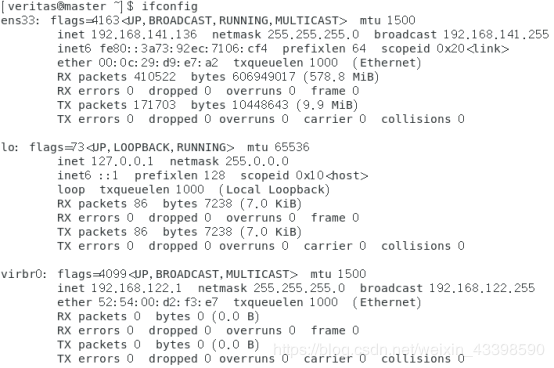 [veritas@master ~]$ ifconfig
ens33: flags=4163<UP,BROADCAST,RUNNING,MULTICAST>  mtu 1500
        inet 192.168.141.136  netmask 255.255.255.0  broadcast 192.168.141.255
        inet6 fe80::3a73:92ec:7106:cf4  prefixlen 64  scopeid 0x20<link>
        ether 00:0c:29:d9:e7:a2  txqueuelen 1000  (Ethernet)
        RX packets 410522  bytes 606949017 (578.8 MiB)
        RX errors 0  dropped 0  overruns 0  frame 0
        TX packets 171703  bytes 10448643 (9.9 MiB)
        TX errors 0  dropped 0 overruns 0  carrier 0  collisions 0

lo: flags=73<UP,LOOPBACK,RUNNING>  mtu 65536
        inet 127.0.0.1  netmask 255.0.0.0
        inet6 ::1  prefixlen 128  scopeid 0x10<host>
        loop  txqueuelen 1000  (Local Loopback)
        RX packets 86  bytes 7238 (7.0 KiB)
        RX errors 0  dropped 0  overruns 0  frame 0
        TX packets 86  bytes 7238 (7.0 KiB)
        TX errors 0  dropped 0 overruns 0  carrier 0  collisions 0

virbr0: flags=4099<UP,BROADCAST,MULTICAST>  mtu 1500
        inet 192.168.122.1  netmask 255.255.255.0  broadcast 192.168.122.255
        ether 52:54:00:d2:f3:e7  txqueuelen 1000  (Ethernet)
        RX packets 0  bytes 0 (0.0 B)
        RX errors 0  dropped 0  overruns 0  frame 0
        TX packets 0  bytes 0 (0.0 B)
        TX errors 0  dropped 0 overruns 0  carrier 0  collisions 0
https://blog.csdn.net/weixin_43398590